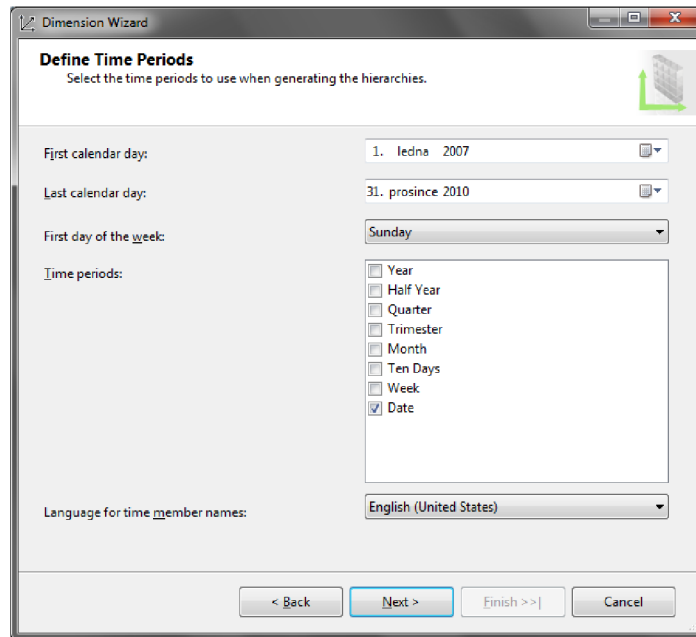 Dimension Wizard
Define Time Periods
Select the time periods to use when generating the hierarchies.
First calendar day: 1. ledna 2007
Last calendar day: 31. prosince 2010
First day of the week: Sunday
Time periods:
Year
Half Year
Quarter
Trimester
Month
Ten Days
Week
Date
Language for time member names: English (United States)
< Back Next > Finish >>| Cancel